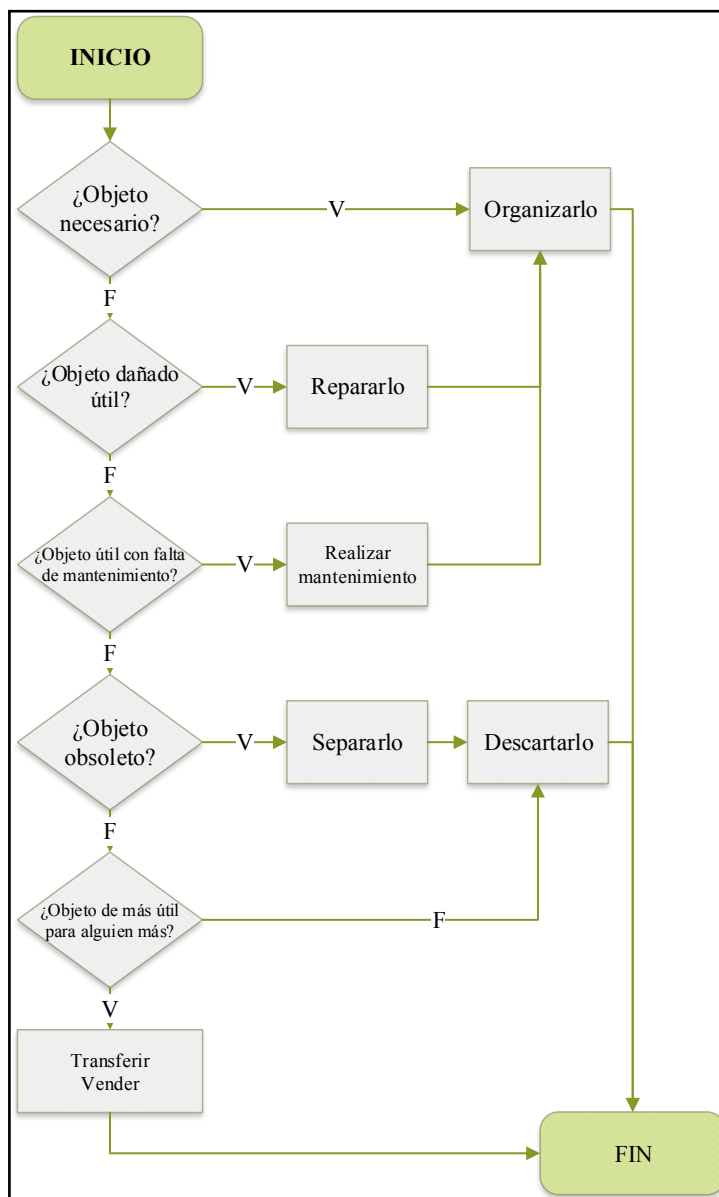 INICIO
¿Objeto
necesario?
V
Organizarlo
F
¿Objeto dañado
útil?
V
Repararlo
F
¿Objeto útil con falta
de mantenimiento?
V
Realizar
mantenimiento
F
¿Objeto
obsoleto?
V
Separarlo
Descartarlo
F
¿Objeto de más útil
para alguien más?
F
V
Transferir
Vender
FIN